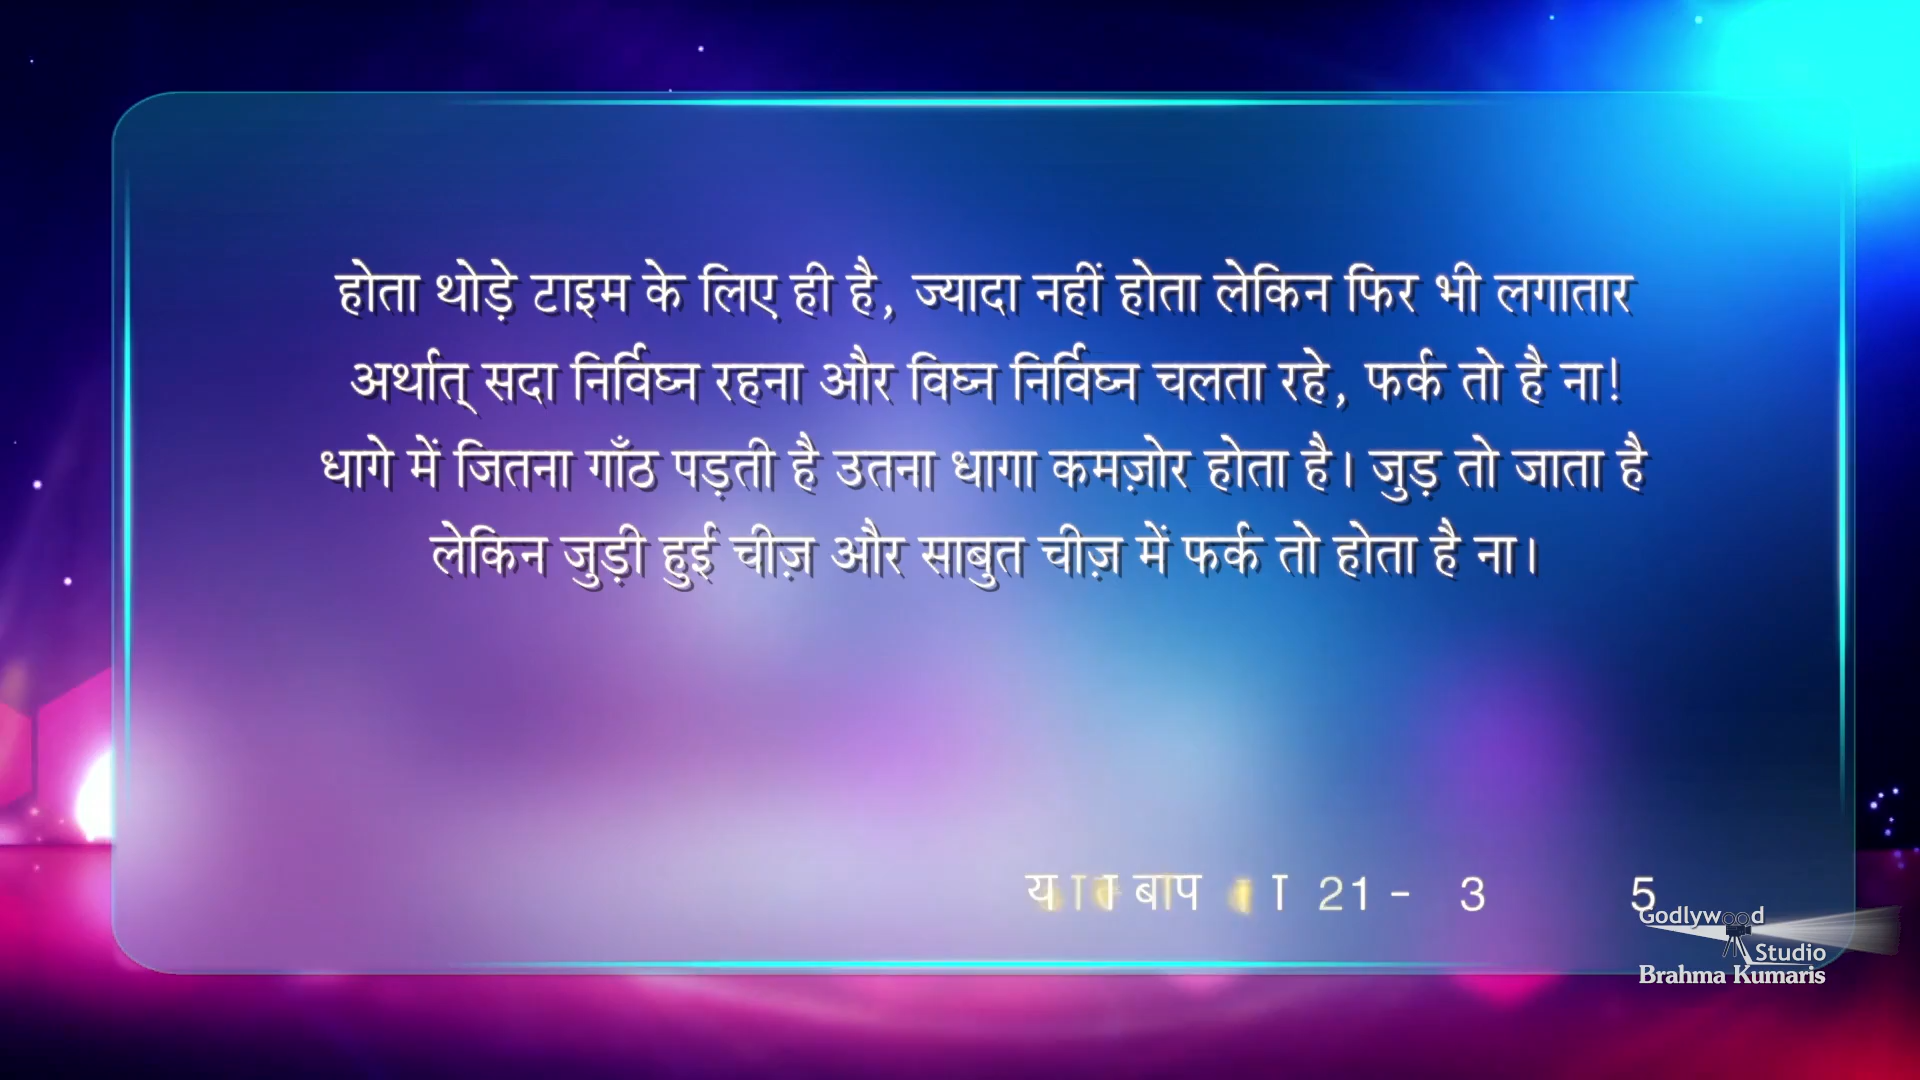 होता थोड़े टाइम के लिए ही है, ज्यादा नहीं होता लेकिन फिर भी लगातार
अर्थात् सदा निर्विघ्न रहना और विघ्न निर्विघ्न चलता रहे, फर्क तो है ना!
धागे में जितना गाँठ पड़ती है उतना धागा कमज़ोर होता है। जुड़ तो जाता है
लेकिन जुड़ी हुई चीज़ और साबुत चीज़ में फर्क तो होता है ना।
बाप 21- 3 5
Godlywood
Studio
Brahma Kumaris